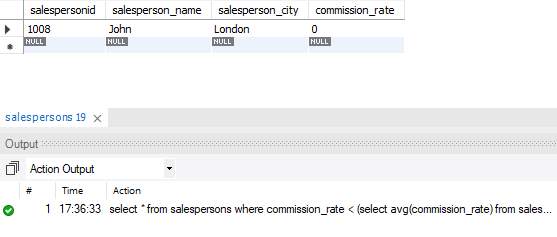 salespersonid salesperson_name salesperson_city commission_rate
1008 John London 0
NULL NULL NULL NULL
salespersons 19
Output
Action Output
# Time Action
1 17:36:33 select * from salespersons where commission_rate < (select avg(commission_rate) from sales...